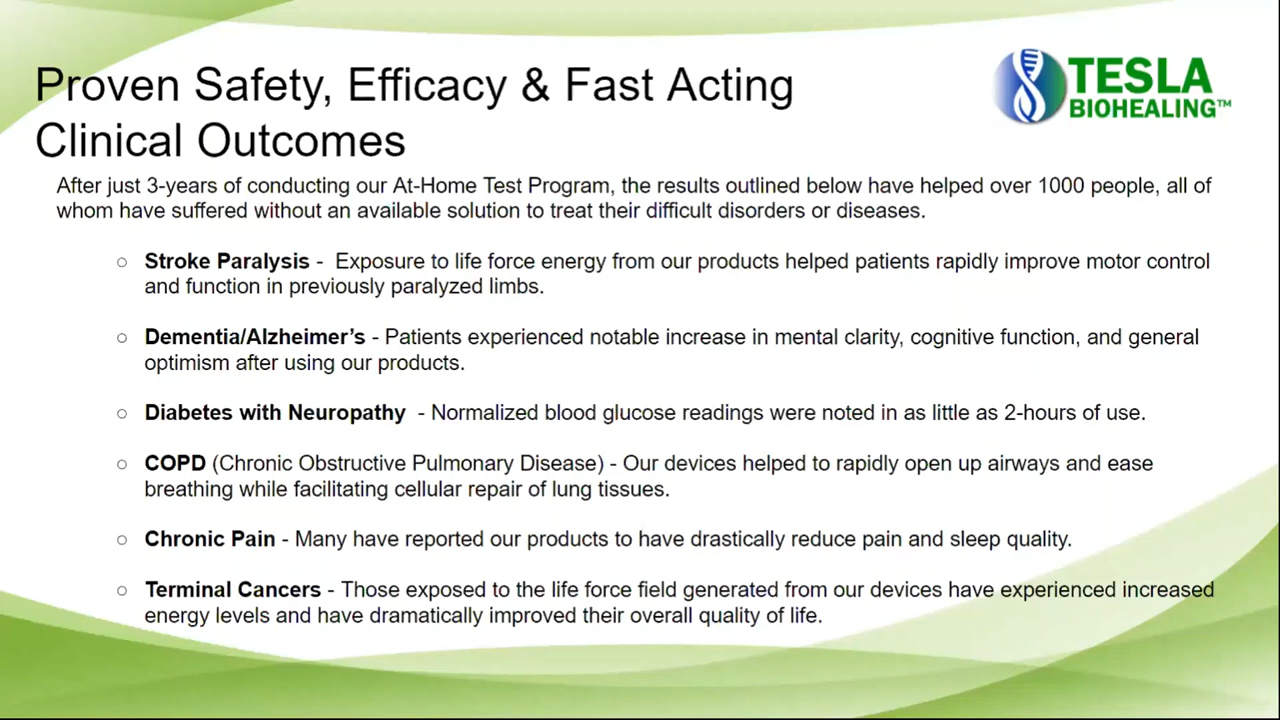 Proven Safety, Efficacy & Fast Acting
Clinical Outcomes
TESLA
BIOHEALING™
After just 3-years of conducting our At-Home Test Program, the results outlined below have helped over 1000 people, all of
whom have suffered without an available solution to treat their difficult disorders or diseases.
○ Stroke Paralysis -  Exposure to life force energy from our products helped patients rapidly improve motor control
and function in previously paralyzed limbs.
○ Dementia/Alzheimer’s - Patients experienced notable increase in mental clarity, cognitive function, and general
optimism after using our products.
○ Diabetes with Neuropathy  - Normalized blood glucose readings were noted in as little as 2-hours of use.
○ COPD (Chronic Obstructive Pulmonary Disease) - Our devices helped to rapidly open up airways and ease
breathing while facilitating cellular repair of lung tissues.
○ Chronic Pain - Many have reported our products to have drastically reduce pain and sleep quality.
○ Terminal Cancers - Those exposed to the life force field generated from our devices have experienced increased
energy levels and have dramatically improved their overall quality of life.